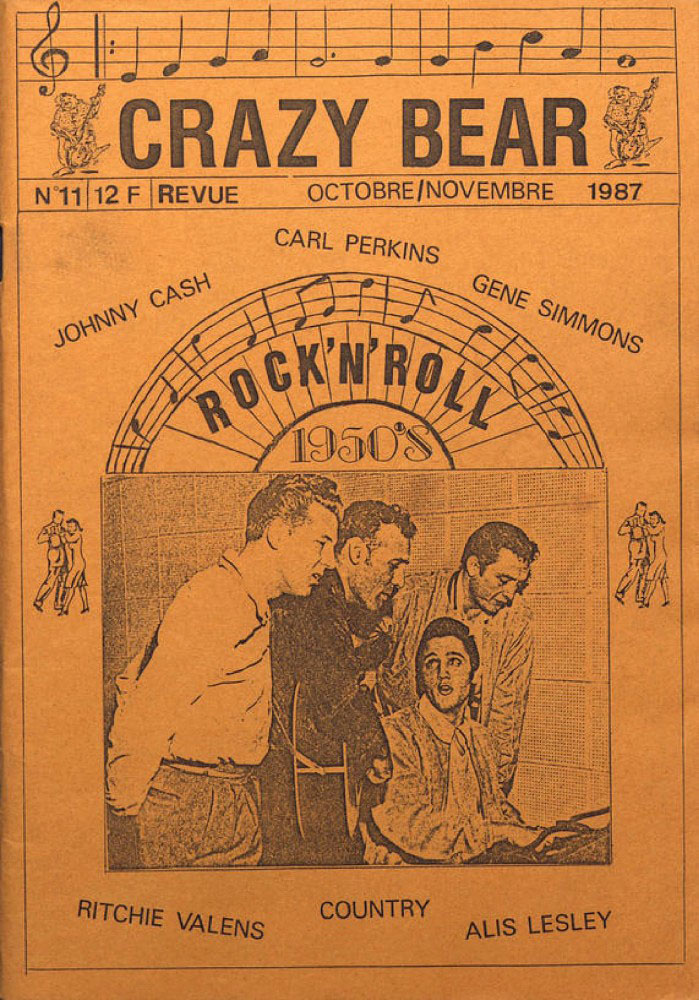 CRAZY BEAR
N°11 12 F REVUE OCTOBRE/NOVEMBRE 1987
CARL PERKINS
JOHNNY CASH
GENE SIMMONS
ROCK'N'ROLL
1950'S
RITCHIE VALENS
COUNTRY
ALIS LESLEY